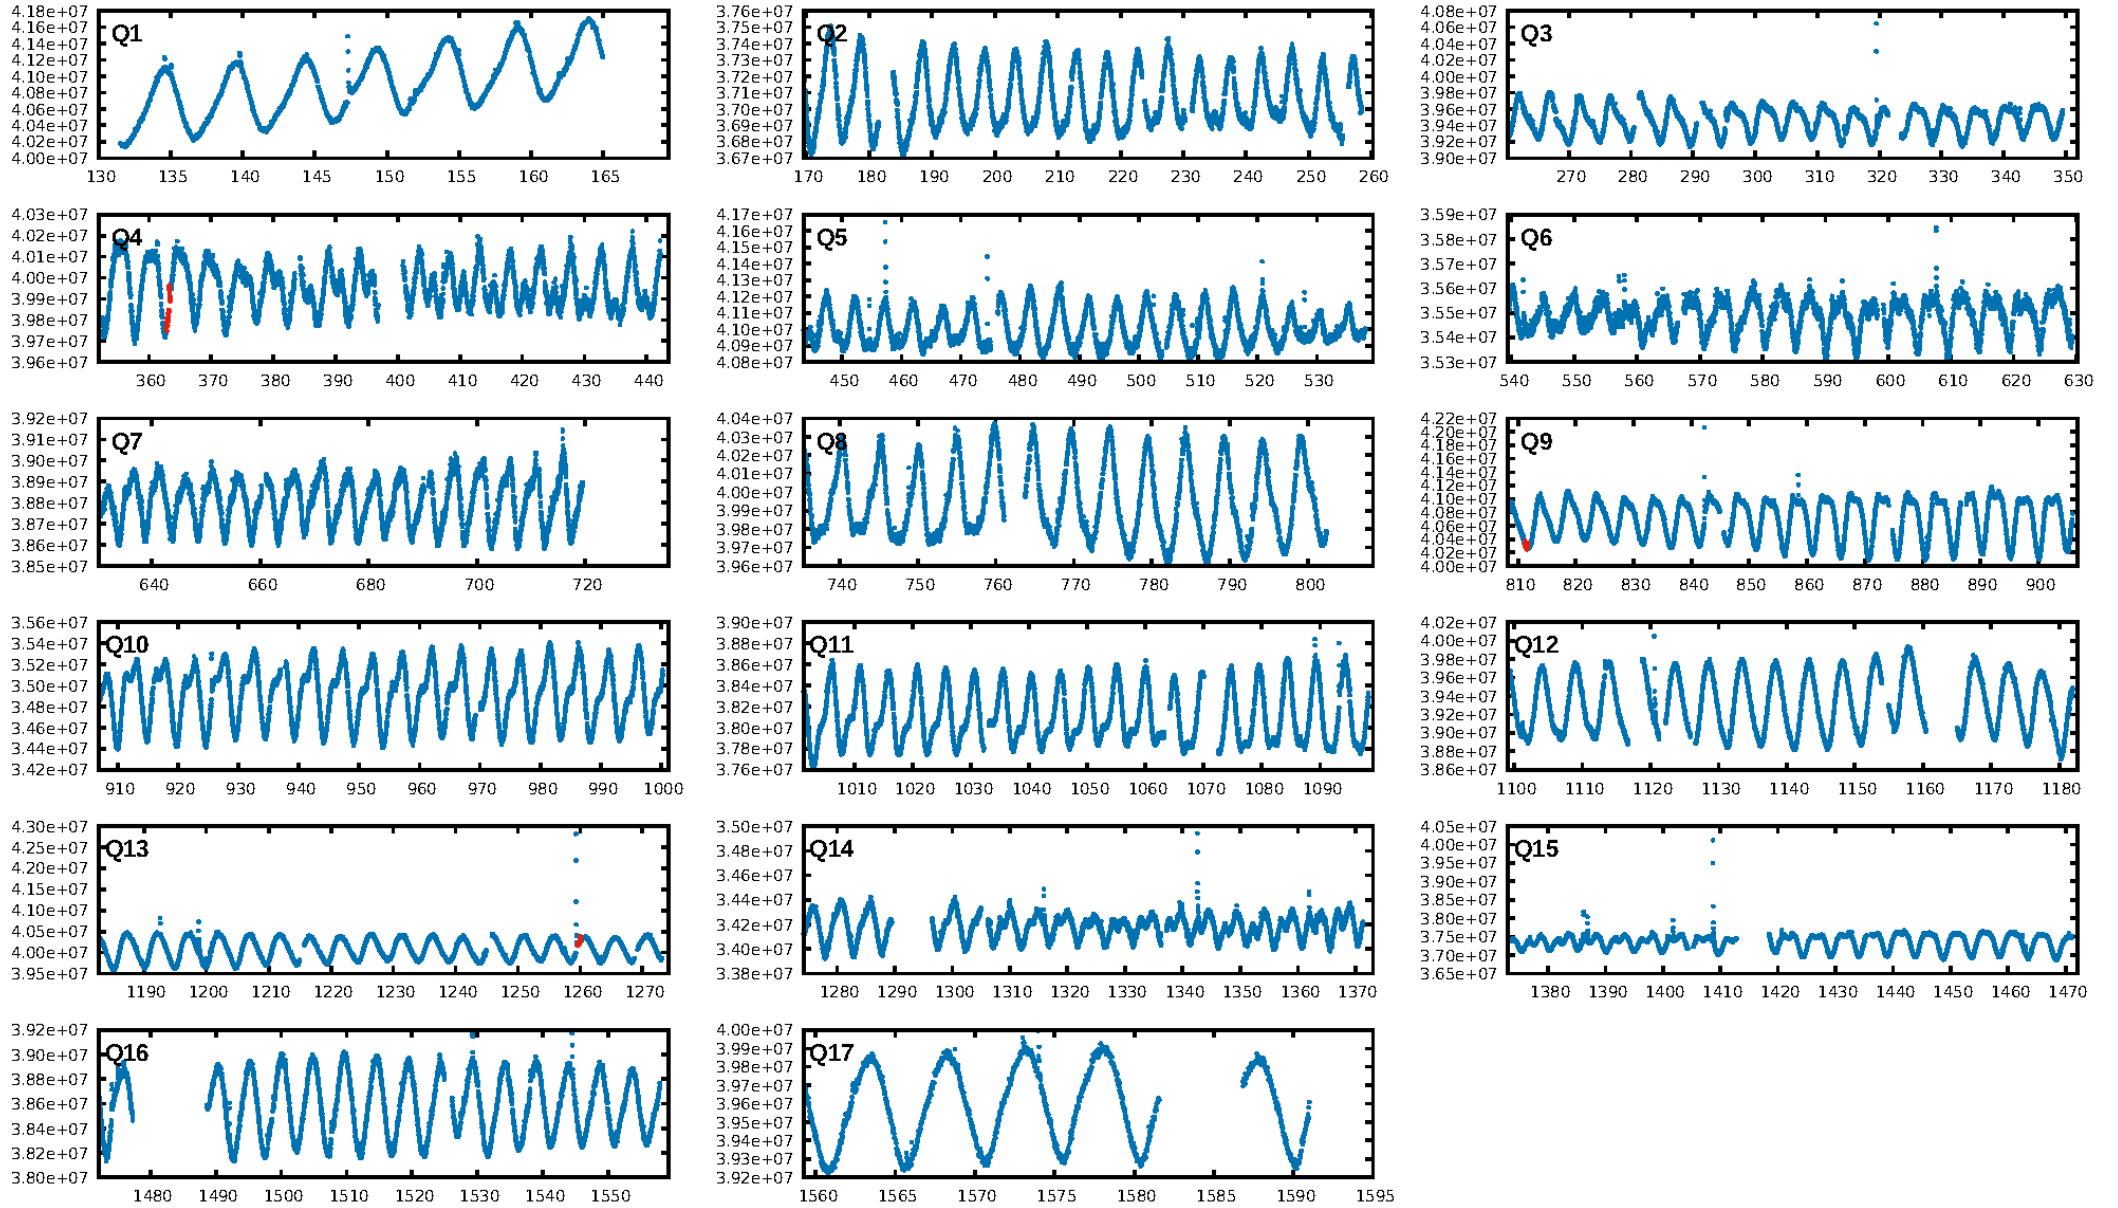 4.18e+07
4.16e+07
4.14e+07
4.12e+07
4.10e+07
4.08e+07
4.06e+07
4.04e+07
4.02e+07
4.00e+07
Q1
130 135 140 145 150 155 160 165
3.76e+07
3.75e+07
3.74e+07
3.73e+07
3.72e+07
3.71e+07
3.70e+07
3.69e+07
3.68e+07
3.67e+07
Q2
170 180 190 200 210 220 230 240 250 260
4.08e+07
4.06e+07
4.04e+07
4.02e+07
4.00e+07
3.98e+07
3.96e+07
3.94e+07
3.92e+07
3.90e+07
Q3
270 280 290 300 310 320 330 340 350
4.03e+07
4.02e+07
4.01e+07
4.00e+07
3.99e+07
3.98e+07
3.97e+07
3.96e+07
Q4
360 370 380 390 400 410 420 430 440
4.17e+07
4.16e+07
4.15e+07
4.14e+07
4.13e+07
4.12e+07
4.11e+07
4.10e+07
4.09e+07
4.08e+07
Q5
450 460 470 480 490 500 510 520 530
3.59e+07
3.58e+07
3.57e+07
3.56e+07
3.55e+07
3.54e+07
3.53e+07
Q6
540 550 560 570 580 590 600 610 620 630
3.92e+07
3.91e+07
3.90e+07
3.89e+07
3.88e+07
3.87e+07
3.86e+07
3.85e+07
Q7
640 660 680 700 720
4.04e+07
4.03e+07
4.02e+07
4.01e+07
4.00e+07
3.99e+07
3.98e+07
3.97e+07
3.96e+07
Q8
740 750 760 770 780 790 800
4.22e+07
4.20e+07
4.18e+07
4.16e+07
4.14e+07
4.12e+07
4.10e+07
4.08e+07
4.06e+07
4.04e+07
4.02e+07
4.00e+07
Q9
810 820 830 840 850 860 870 880 890 900
3.56e+07
3.54e+07
3.52e+07
3.50e+07
3.48e+07
3.46e+07
3.44e+07
3.42e+07
Q10
910 920 930 940 950 960 970 980 990 1000
3.90e+07
3.88e+07
3.86e+07
3.84e+07
3.82e+07
3.80e+07
3.78e+07
3.76e+07
Q11
1010 1020 1030 1040 1050 1060 1070 1080 1090
4.02e+07
4.00e+07
3.98e+07
3.96e+07
3.94e+07
3.92e+07
3.90e+07
3.88e+07
3.86e+07
Q12
1100 1110 1120 1130 1140 1150 1160 1170 1180
4.30e+07
4.25e+07
4.20e+07
4.15e+07
4.10e+07
4.05e+07
4.00e+07
3.95e+07
Q13
1190 1200 1210 1220 1230 1240 1250 1260 1270
3.50e+07
3.48e+07
3.46e+07
3.44e+07
3.42e+07
3.40e+07
3.38e+07
Q14
1280 1290 1300 1310 1320 1330 1340 1350 1360 1370
4.05e+07
4.00e+07
3.95e+07
3.90e+07
3.85e+07
3.80e+07
3.75e+07
3.70e+07
3.65e+07
Q15
1380 1390 1400 1410 1420 1430 1440 1450 1460 1470
3.92e+07
3.90e+07
3.88e+07
3.86e+07
3.84e+07
3.82e+07
3.80e+07
Q16
1480 1490 1500 1510 1520 1530 1540 1550
4.00e+07
3.99e+07
3.98e+07
3.97e+07
3.96e+07
3.95e+07
3.94e+07
3.93e+07
3.92e+07
Q17
1560 1565 1570 1575 1580 1585 1590 1595